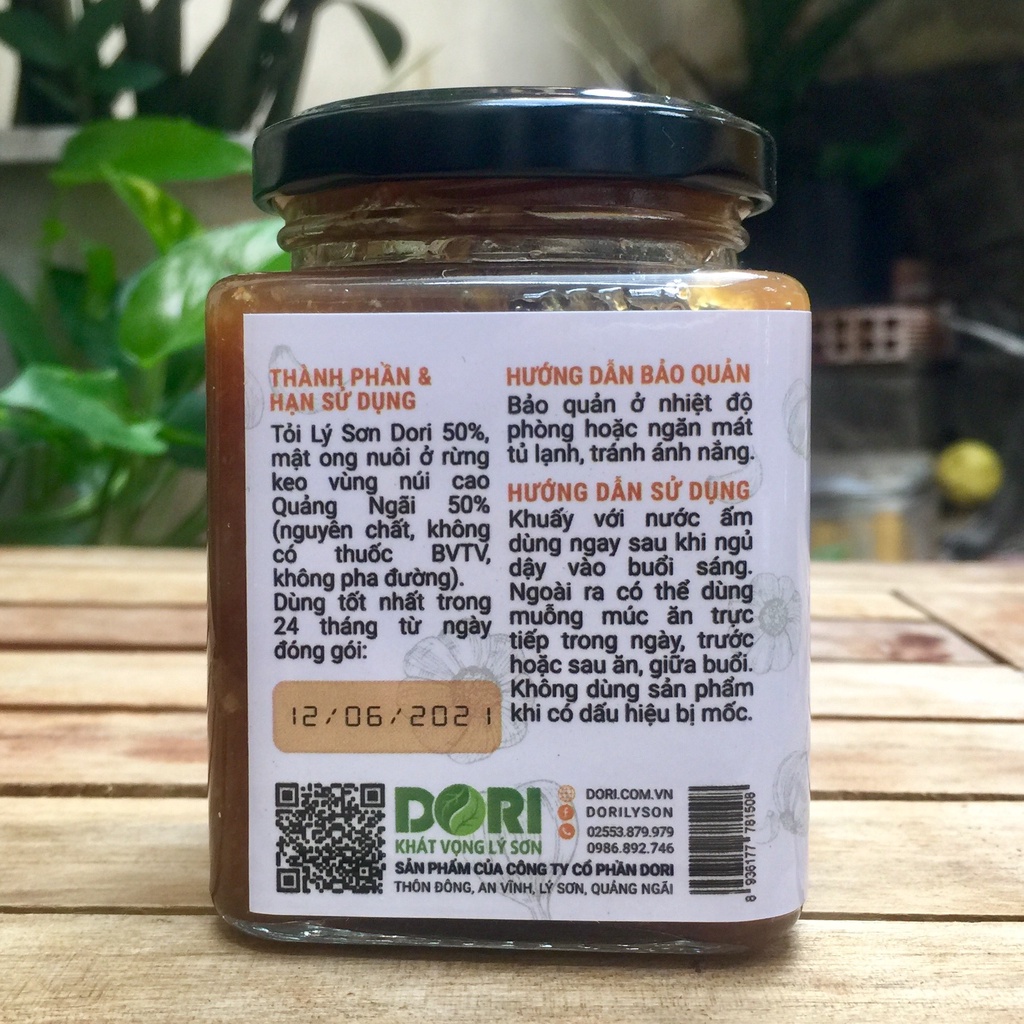 THÀNH PHẦN &
HẠN SỬ DỤNG
Tỏi Lý Sơn Dori 50%,
mật ong nuôi ở rừng
keo vùng núi cao
Quảng Ngãi 50%
(nguyên chất, không
có thuốc BVTV,
không pha đường).
Dùng tốt nhất trong
24 tháng từ ngày
đóng gói:
12/06/2021
HƯỚNG DẪN BẢO QUẢN
Bảo quản ở nhiệt độ
phòng hoặc ngăn mát
tủ lạnh, tránh ánh nắng.
HƯỚNG DẪN SỬ DỤNG
Khuấy với nước ấm
dùng ngay sau khi ngủ
dậy vào buổi sáng.
Ngoài ra có thể dùng
muỗng múc ăn trực
tiếp trong ngày, trước
hoặc sau ăn, giữa buổi.
Không dùng sản phẩm
khi có dấu hiệu bị mốc.
DORI
KHÁT VỌNG LÝ SƠN
DORI.COM.VN
DORILYSON
02553.879.979
0986.892.746
SẢN PHẨM CỦA CÔNG TY CỔ PHẦN DORI
THÔN ĐÔNG, AN VĨNH, LÝ SƠN, QUẢNG NGÃI
8 936177 781508